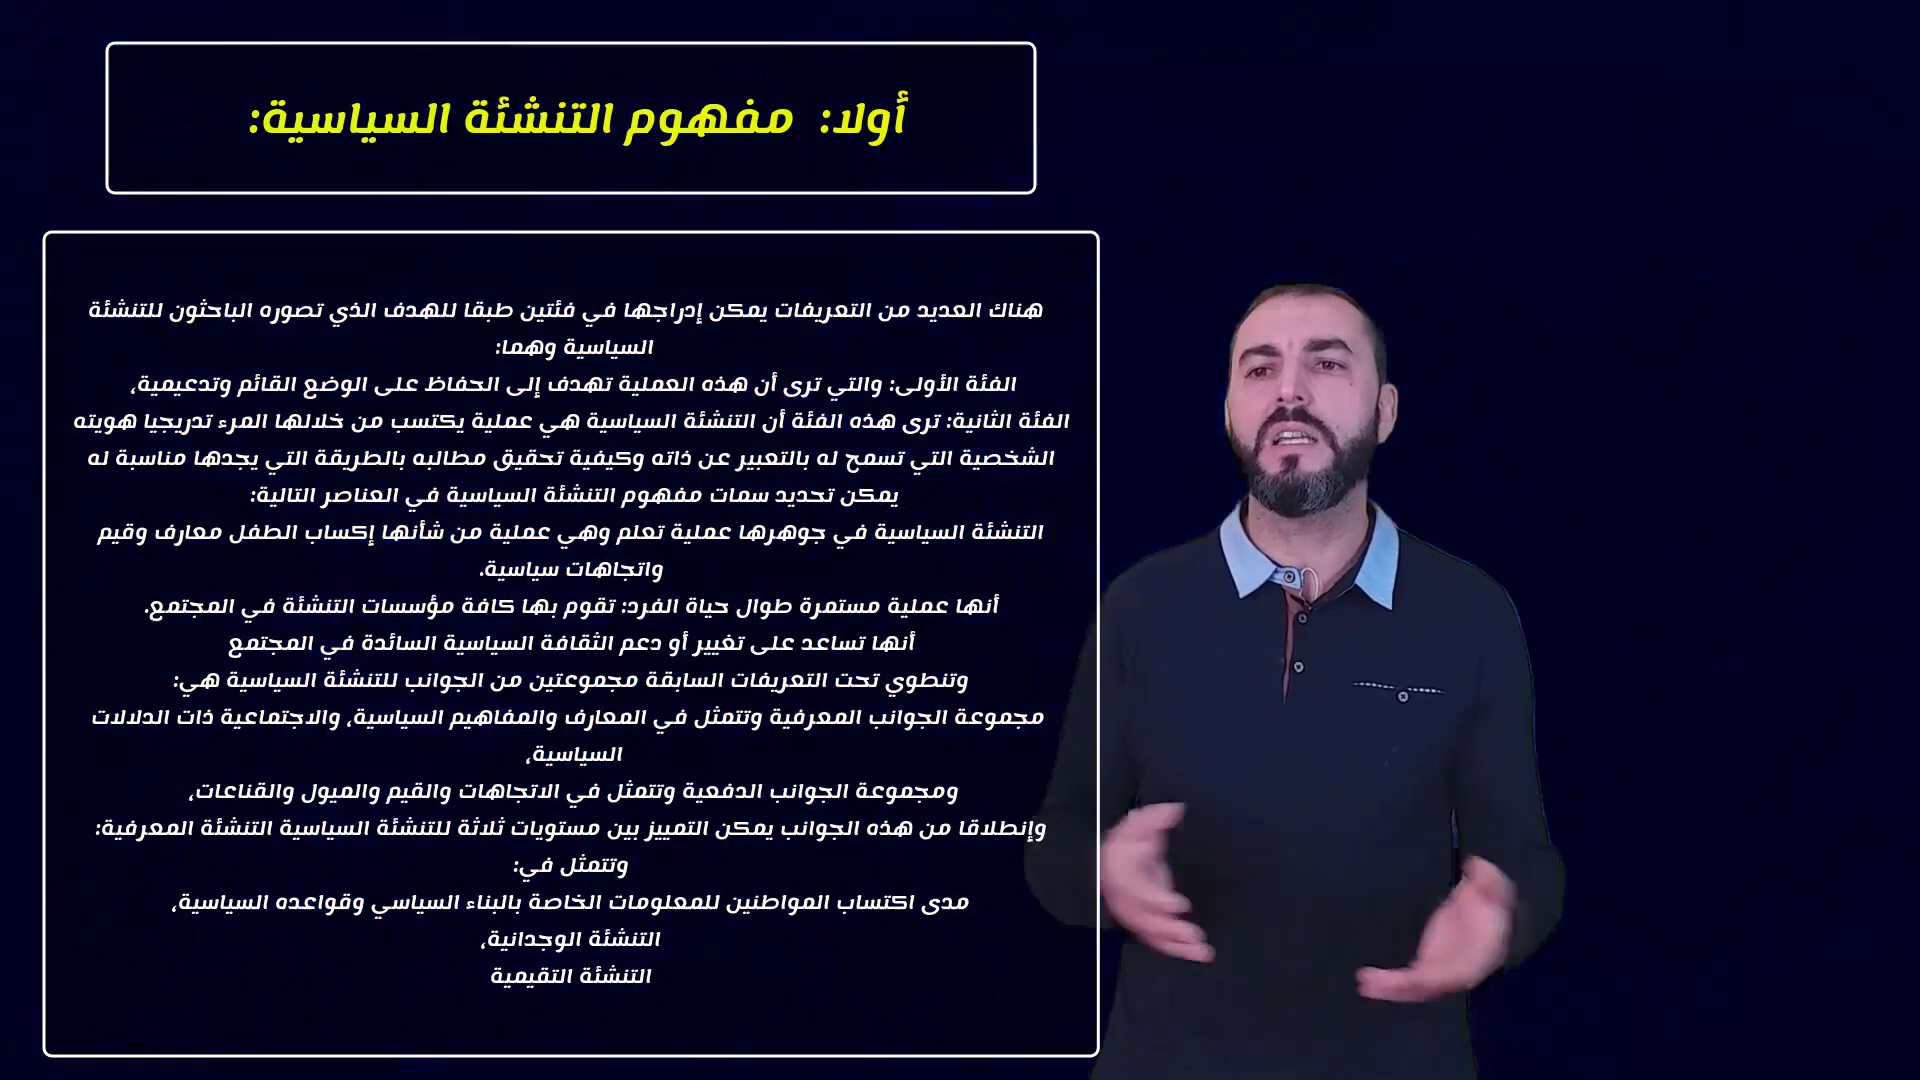 أولا: مفهوم التنشئة السياسية:
هناك العديد من التعريفات يمكن إدراجها في فئتين طبقا للهدف الذي تصوره الباحثون للتنشئة
السياسية وهما:
الفئة الأولى: والتي ترى أن هذه العملية تهدف إلى الحفاظ على الوضع القائم وتدعيمية،
الفئة الثانية: ترى هذه الفئة أن التنشئة السياسية هي عملية يكتسب من خلالها المرء تدريجيا هويته
الشخصية التي تسمح له بالتعبير عن ذاته وكيفية تحقيق مطالبه بالطريقة التي يجدها مناسبة له
يمكن تحديد سمات مفهوم التنشئة السياسية في العناصر التالية:
التنشئة السياسية في جوهرها عملية تعلم وهي عملية من شأنها إكساب الطفل معارف وقيم
واتجاهات سياسية.
أنها عملية مستمرة طوال حياة الفرد: تقوم بها كافة مؤسسات التنشئة في المجتمع.
أنها تساعد على تغيير أو دعم الثقافة السياسية السائدة في المجتمع
وتنطوي تحت التعريفات السابقة مجموعتين من الجوانب للتنشئة السياسية هي:
مجموعة الجوانب المعرفية وتتمثل في المعارف والمفاهيم السياسية، والاجتماعية ذات الدلالات
السياسية،
ومجموعة الجوانب الدفعية وتتمثل في الاتجاهات والقيم والميول والقناعات،
وإنطلاقا من هذه الجوانب يمكن التمييز بين مستويات ثلاثة للتنشئة السياسية التنشئة المعرفية:
وتتمثل في:
مدى اكتساب المواطنين للمعلومات الخاصة بالبناء السياسي وقواعده السياسية،
التنشئة الوجدانية،
التنشئة التقيمية